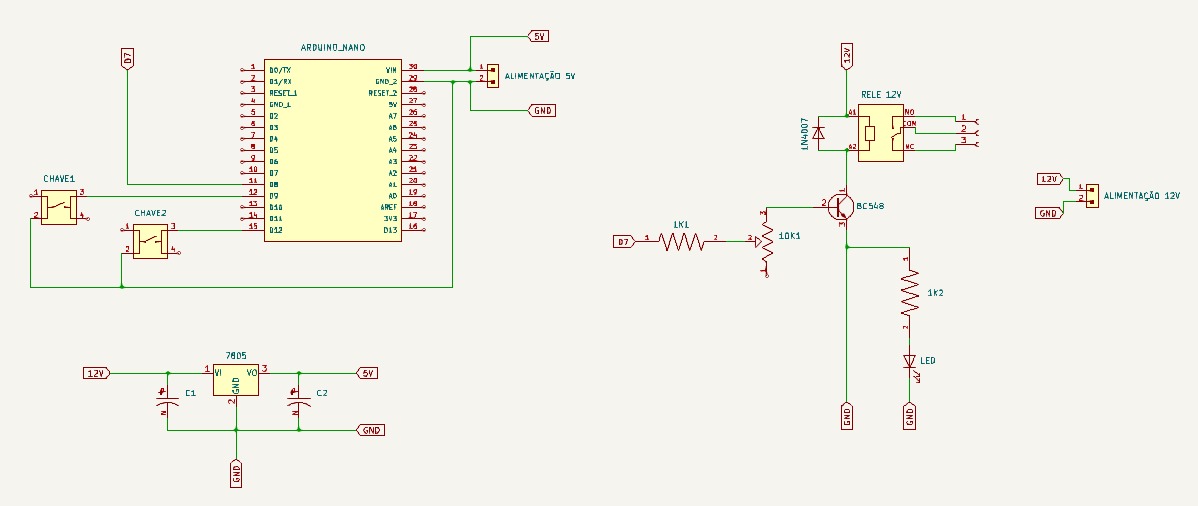 D7
ARDUINO_NANO
1 D0/TX VIN 30
2 D1/RX GND_2 29
3 RESET_1 RESET_2 28
4 GND_1 5V 27
5 D2 A7 26
6 D3 A6 25
7 D4 A5 24
8 D5 A4 23
9 D6 A3 22
10 D7 A2 21
11 D8 A1 20
12 D9 A0 19
13 D10 AREF 18
14 D11 3V3 17
15 D12 D13 16
5V
1
2
ALIMENTAÇÃO 5V
GND
CHAVE1
1 3
2 4
CHAVE2
1 3
2 4
7805
12V 1 VI VO 3 5V
GND
2
C1
C2
GND
GND
12V
RELE 12V
1N4007
A1 NO 1
COM 2
A2 NC 3
1
2 BC548
3
D7 1 1K1 2
3
2 10K1
1
1
1K2
2
LED
GND
GND
12V 1
GND 2
ALIMENTAÇÃO 12V